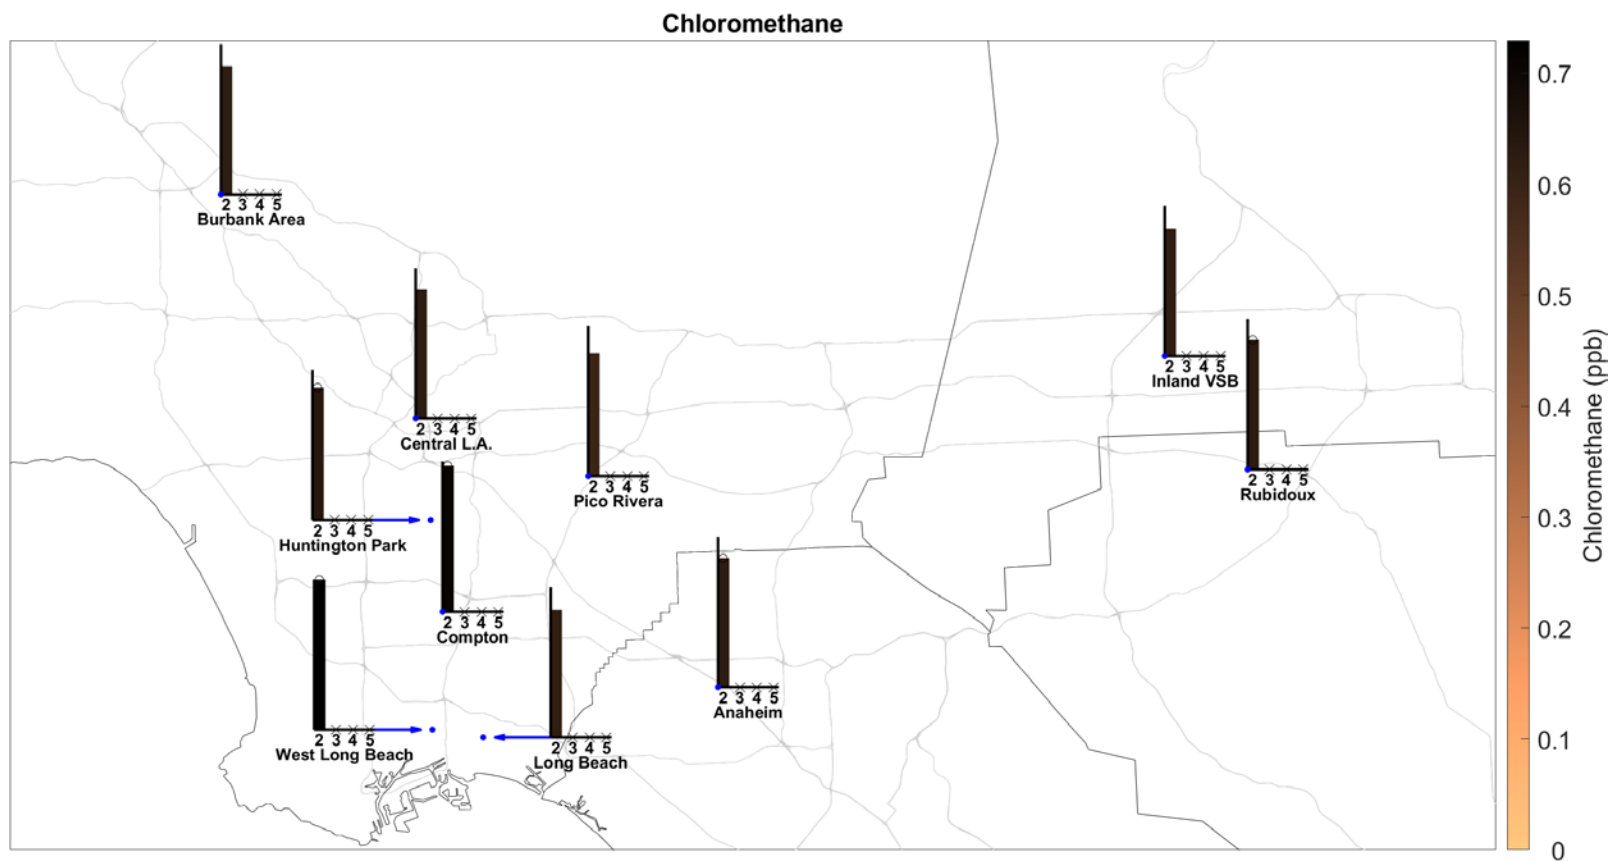 Chloromethane
2 3 4 5
Burbank Area
2 3 4 5
Central L.A.
2 3 4 5
Pico Rivera
2 3 4 5
Inland VSB
2 3 4 5
Rubidoux
2 3 4 5
Huntington Park
2 3 4 5
Compton
2 3 4 5
Anaheim
2 3 4 5
West Long Beach
2 3 4 5
Long Beach
0.7
0.6
0.5
0.4
0.3
0.2
0.1
0
Chloromethane (ppb)